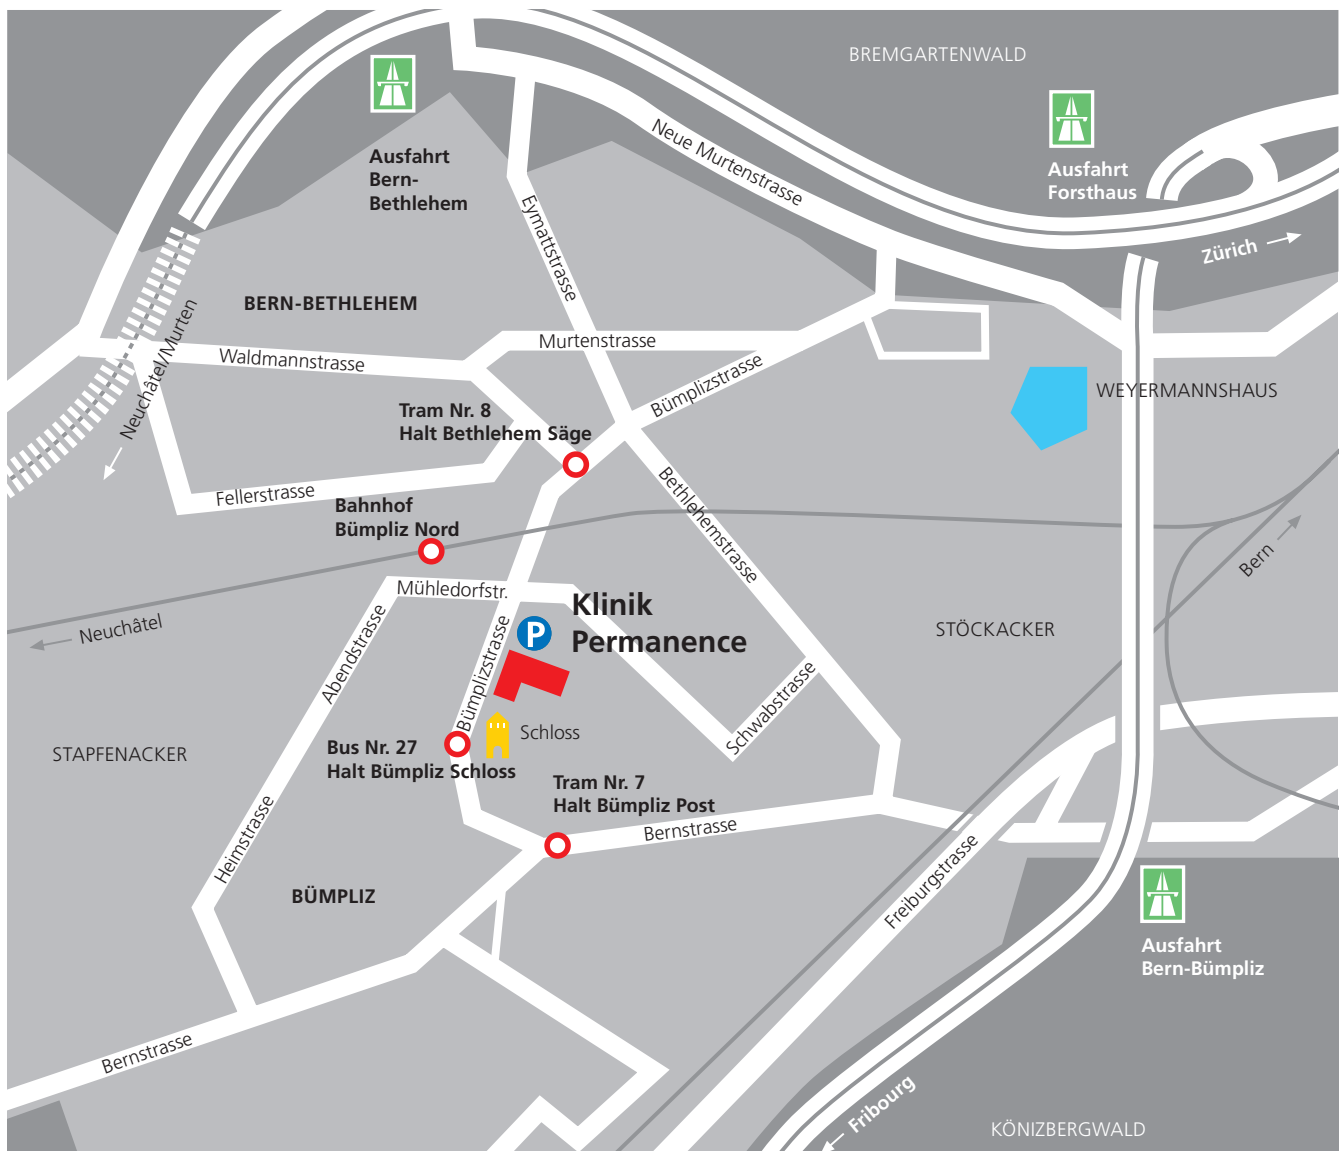 BREMGARTENWALD
Neue Murtenstrasse
Ausfahrt
Bern-
Bethlehem
Ausfahrt
Forsthaus
Zürich
Eymattstrasse
BERN-BETHLEHEM
Neuchâtel/Murten
Waldmannstrasse
Murtenstrasse
Bümplizstrasse
WEYERMANNSHAUS
Tram Nr. 8
Halt Bethlehem Säge
Fellerstrasse
Bethlehemstrasse
Bahnhof
Bümpliz Nord
Bern
Mühledorfstr.
Klinik
Permanence
P
Neuchâtel
Abendstrasse
Bümplizstrasse
STÖCKACKER
Schwabstrasse
Schloss
STAPFENACKER
Bus Nr. 27
Halt Bümpliz Schloss
Tram Nr. 7
Halt Bümpliz Post
Bernstrasse
Heimstrasse
Freiburgstrasse
BÜMPLIZ
Ausfahrt
Bern-Bümpliz
Bernstrasse
Fribourg
KÖNIZBERGWALD